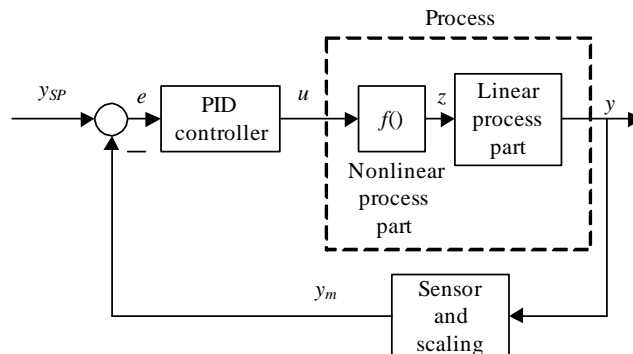 Process
ySP
e
PID
controller
u
f()
z
Linear
process
part
y
Nonlinear
process
part
ym
Sensor
and
scaling